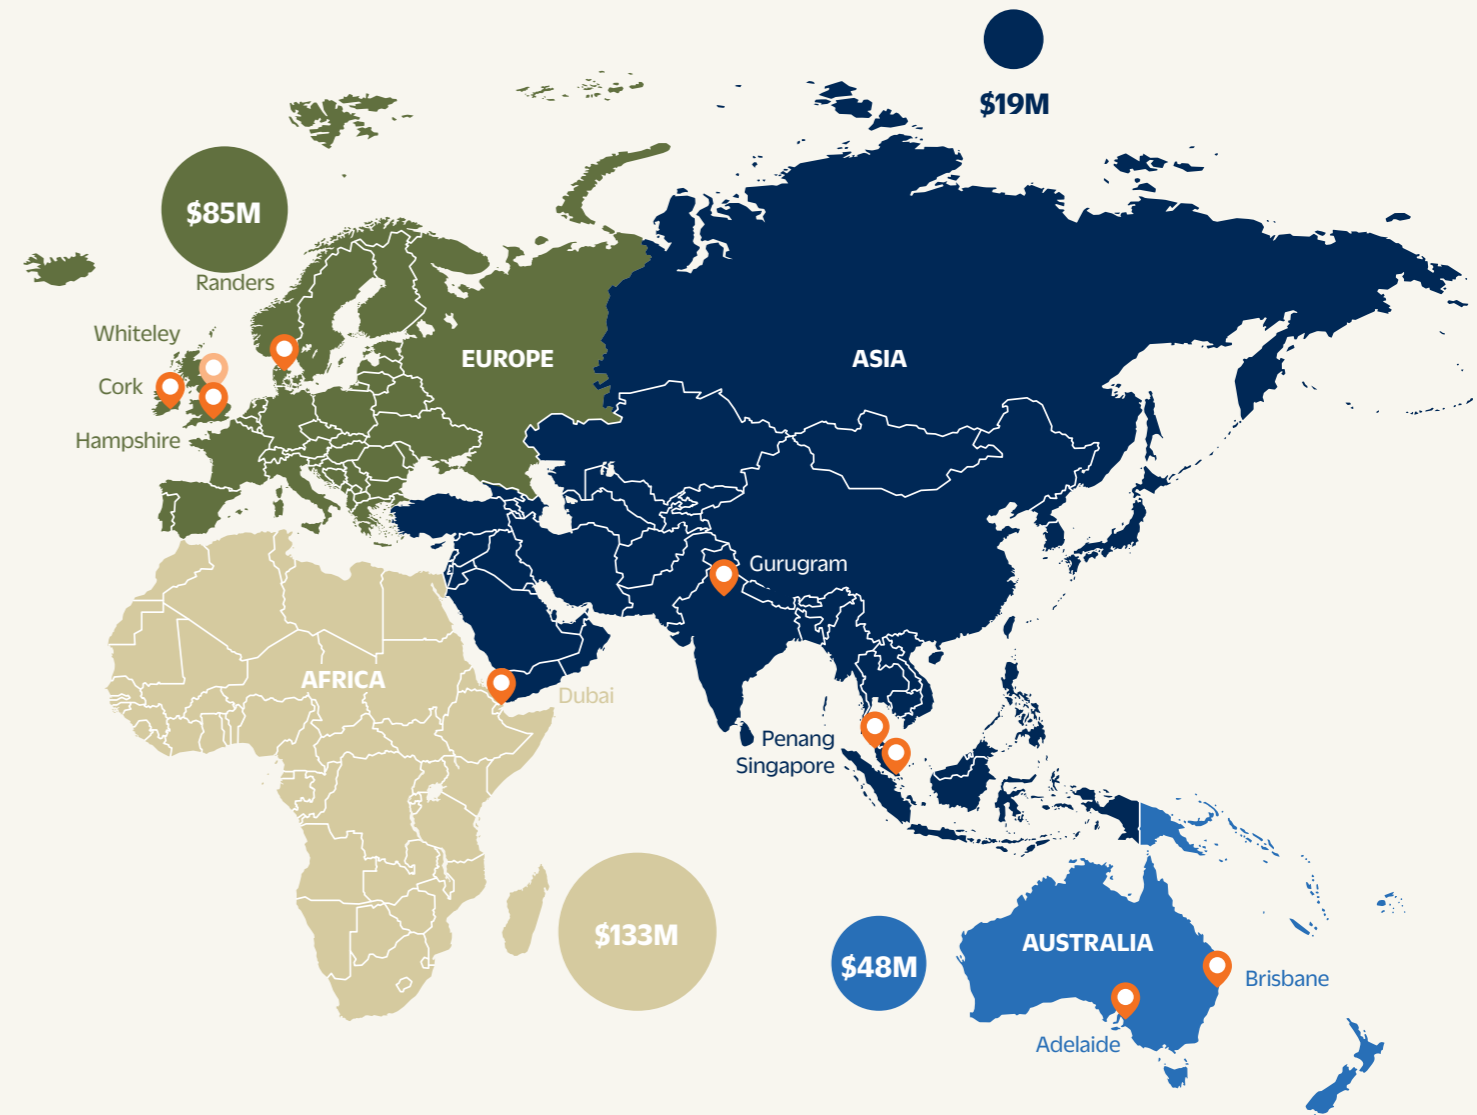 $19M
$85M
Randers
Whiteley
EUROPE
ASIA
Cork
Hampshire
Gurugram
AFRICA
Dubai
Penang
Singapore
$133M
$48M
AUSTRALIA
Brisbane
Adelaide